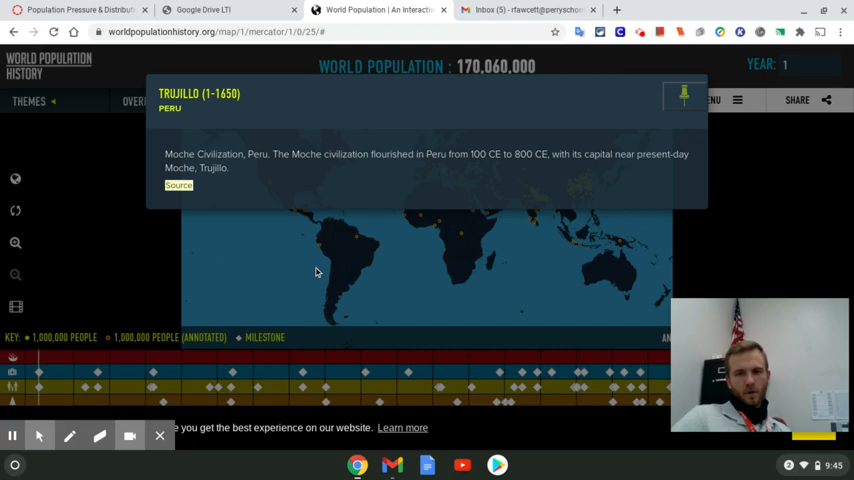 Population Pressure & Distributi
Google Drive LTI
World Population | An Interactiv
Inbox (5) - rfawcett@perryschool
worldpopulationhistory.org/map/1/mercator/1/0/25/#
WORLD POPULATION
HISTORY
WORLD POPULATION : 170,060,000
YEAR: 1
THEMES
OVER
ENU
SHARE
TRUJILLO (1-1650)
PERU
Moche Civilization, Peru. The Moche civilization flourished in Peru from 100 CE to 800 CE, with its capital near present-day
Moche, Trujillo.
Source
KEY: 1,000,000 PEOPLE 1,000,000 PEOPLE (ANNOTATED) MILESTONE
AN
e you get the best experience on our website. Learn more
2 9:45